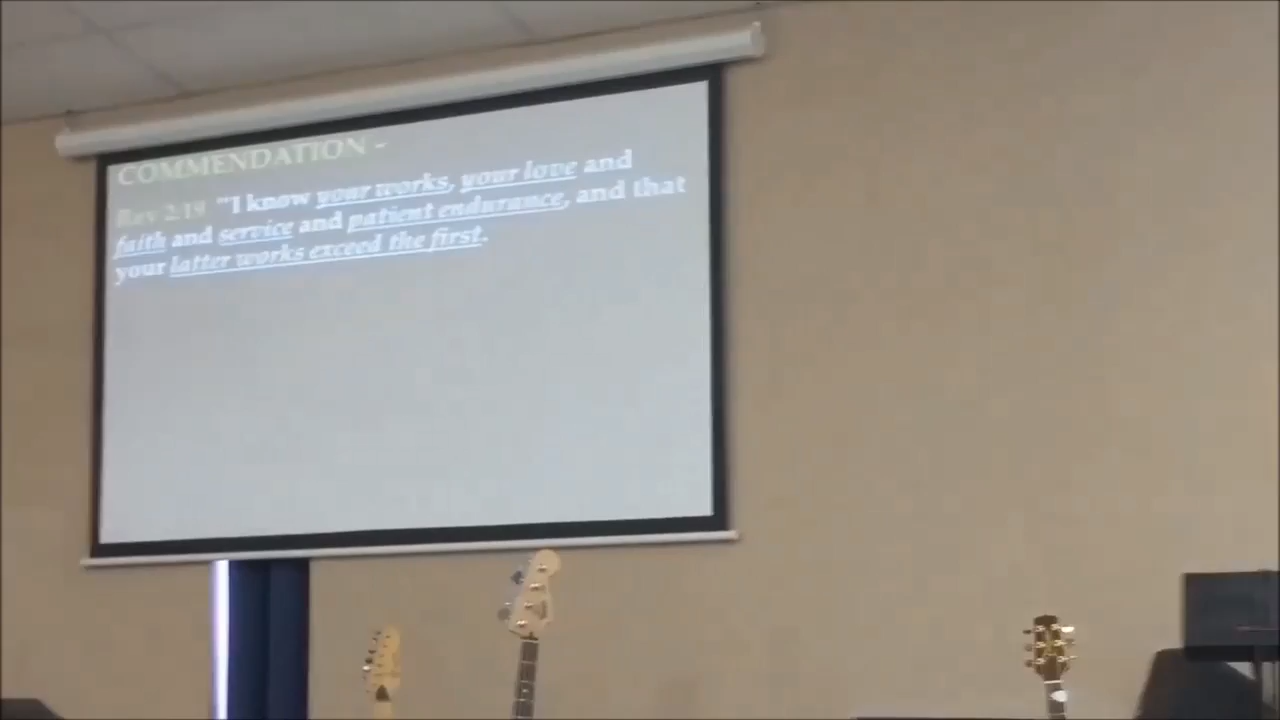 COMMENDATION -
Rev 2:19 "I know your works, your love and
faith and service and patient endurance, and that
your latter works exceed the first.